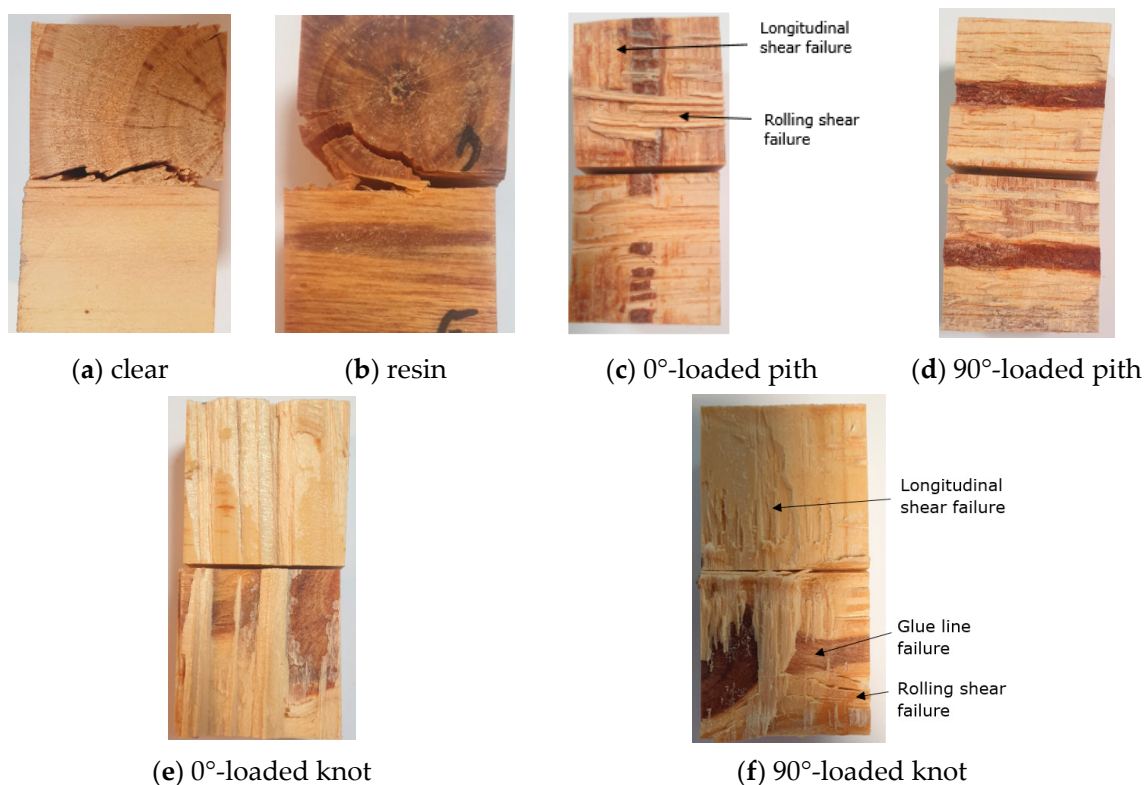 Longitudinal
shear failure
Rolling shear
failure
(a) clear
(b) resin
(c) 0°-loaded pith
(d) 90°-loaded pith
Longitudinal
shear failure
Glue line
failure
Rolling shear
failure
(e) 0°-loaded knot
(f) 90°-loaded knot